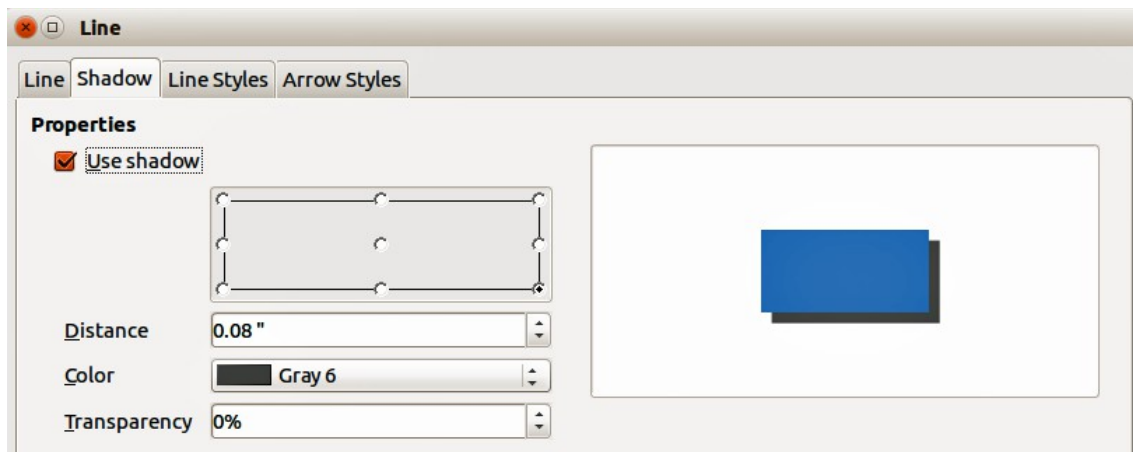 Line
Line Shadow Line Styles Arrow Styles
Properties
Use shadow
Distance 0.08 "
Color Gray 6
Transparency 0%